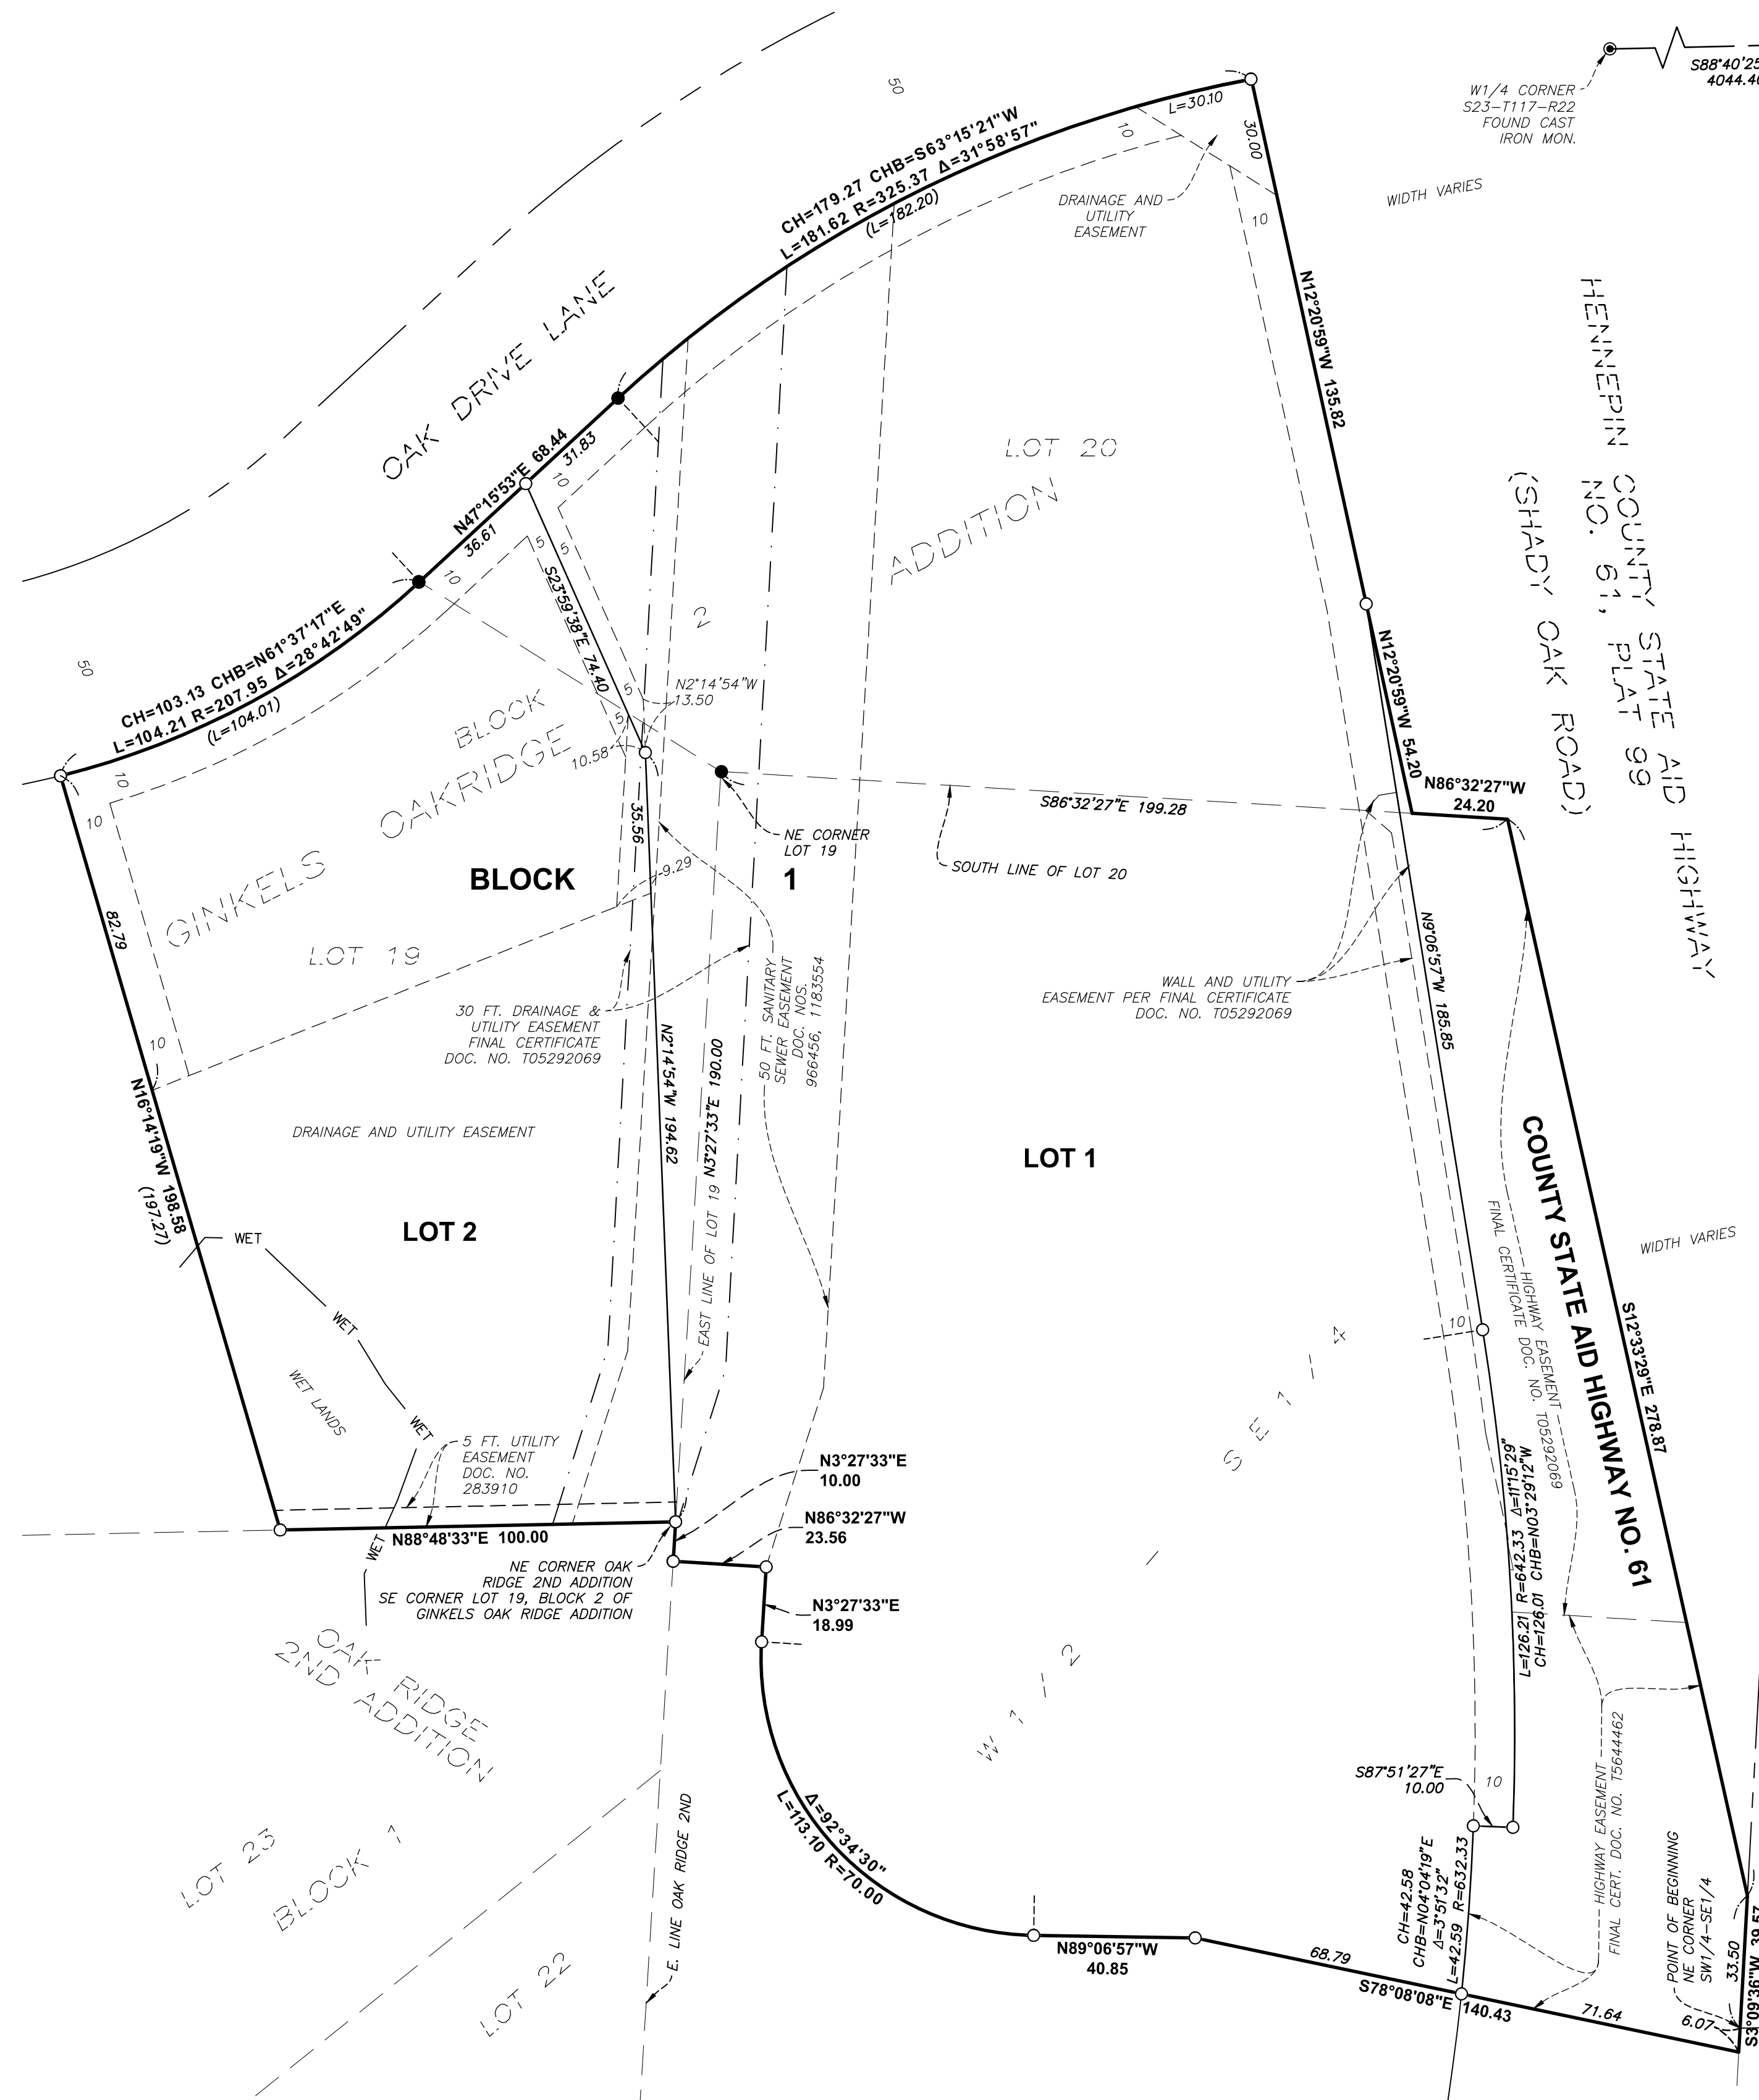 W1/4 CORNER
S23-T117-R22
FOUND CAST
IRON MON.
S88°40'25
4044.40
50
L=30.10
10
30.00
CH=179.27 CHB=S63°15'21"W
L=181.62 R=325.37 Δ=31°58'57"
(L=182.20)
DRAINAGE AND
UTILITY
EASEMENT
WIDTH VARIES
10
N12°20'59"W 135.82
HENNEPIN COUNTY STATE AID HIGHWAY
NO. 61, PLAT 99
(SHADY OAK ROAD)
OAK DRIVE LANE
LOT 20
N47°15'53"E 68.44
31.83
36.61
10
10
5
5
S23°59'38"E 74.40
ADDITION
2
50
CH=103.13 CHB=N61°37'17"E
L=104.21 R=207.95 Δ=28°42'49"
(L=104.01)
BLOCK
GINKELS OAKRIDGE
N2°14'54"W
13.50
5
5
10.58
N12°20'59"W 54.20
N86°32'27"W
24.20
S86°32'27"E 199.28
NE CORNER
LOT 19
SOUTH LINE OF LOT 20
10
10
82.79
35.56
9.29
BLOCK 1
LOT 19
30 FT. DRAINAGE &
UTILITY EASEMENT
FINAL CERTIFICATE
DOC. NO. T05292069
50 FT. SANITARY
SEWER EASEMENT
DOC. NOS.
966456, 1183554
WALL AND UTILITY
EASEMENT PER FINAL CERTIFICATE
DOC. NO. T05292069
N9°06'57"W 185.85
10
N16°14'19"W 198.58
(197.27)
DRAINAGE AND UTILITY EASEMENT
N2°14'54"W 194.62
EAST LINE OF LOT 19 N3°27'33"E 190.00
LOT 1
LOT 2
COUNTY STATE AID HIGHWAY NO. 61
HIGHWAY EASEMENT
FINAL CERTIFICATE DOC. NO. T05292069
WIDTH VARIES
S12°33'29"E 278.87
WET
WET
WET
WET
WET LANDS
10
5 FT. UTILITY
EASEMENT
DOC. NO.
283910
N3°27'33"E
10.00
N86°32'27"W
23.56
N88°48'33"E 100.00
NE CORNER OAK
RIDGE 2ND ADDITION
SE CORNER LOT 19, BLOCK 2 OF
GINKELS OAK RIDGE ADDITION
N3°27'33"E
18.99
L=126.21 R=642.33 Δ=11°15'29"
CH=126.01 CHB=N03°29'12"W
W 1-2 - SE 1-4
OAK RIDGE
2ND ADDITION
LOT 23
BLOCK 1
LOT 22
E. LINE OAK RIDGE 2ND
Δ=92°34'30"
L=113.10 R=70.00
S87°51'27"E
10.00
10
CH=42.58
CHB=N04°04'19"E
Δ=3°51'32"
L=42.59 R=632.33
HIGHWAY EASEMENT
FINAL CERT. DOC. NO. T5644462
POINT OF BEGINNING
NE CORNER
SW1/4-SE1/4
33.50
S3°09'36"W 39.57
N89°06'57"W
40.85
68.79
S78°08'08"E 140.43
71.64
6.07